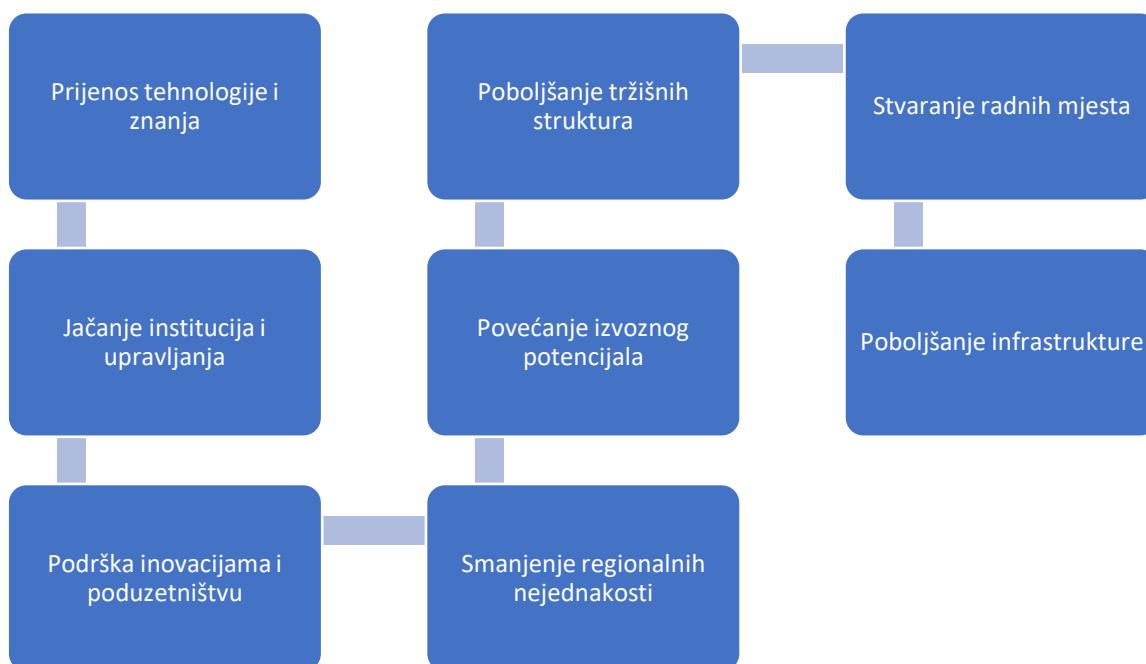 Prijenos tehnologije i
znanja
Jačanje institucija i
upravljanja
Podrška inovacijama i
poduzetništvu
Smanjenje regionalnih
nejednakosti
Povećanje izvoznog
potencijala
Poboljšanje tržišnih
struktura
Stvaranje radnih mjesta
Poboljšanje infrastrukture